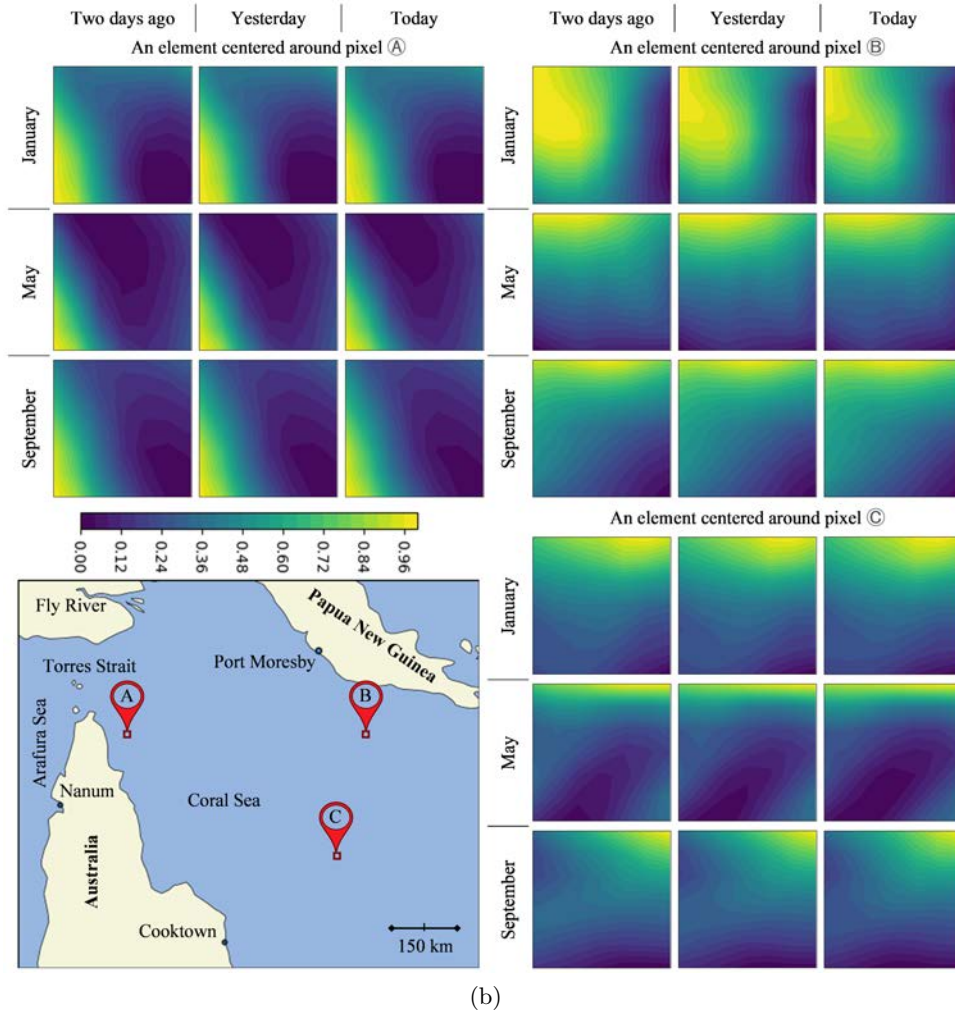 Two days ago Yesterday Today
An element centered around pixel Ⓐ
January
May
September
Two days ago Yesterday Today
An element centered around pixel Ⓑ
January
May
September
0.00 0.12 0.24 0.36 0.48 0.60 0.72 0.84 0.96
Fly River
Papua New Guinea
Port Moresby
Torres Strait
A
B
Arafura Sea
Nanum
Coral Sea
C
Australia
Cooktown
150 km
An element centered around pixel Ⓒ
January
May
September
(b)